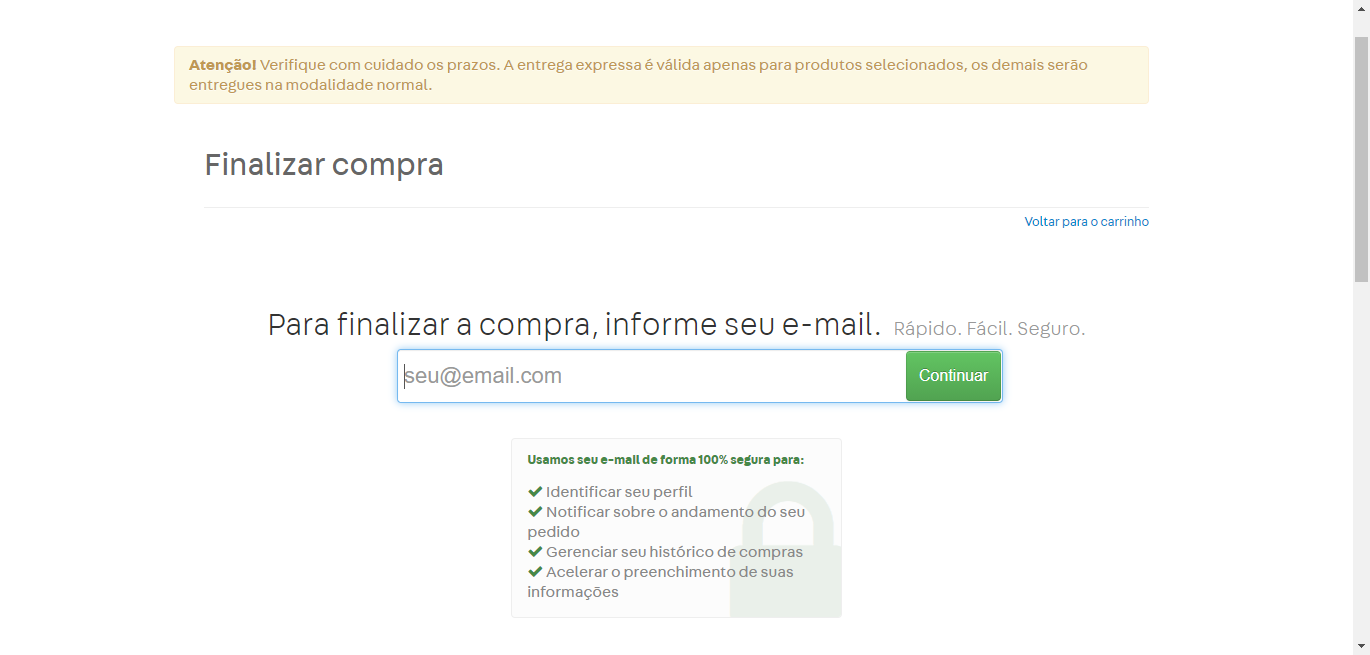 Atenção! Verifique com cuidado os prazos. A entrega expressa é válida apenas para produtos selecionados, os demais serão
entregues na modalidade normal.
Finalizar compra
Voltar para o carrinho
Para finalizar a compra, informe seu e-mail. Rápido. Fácil. Seguro.
seu@email.com Continuar
Usamos seu e-mail de forma 100% segura para:
Identificar seu perfil
Notificar sobre o andamento do seu
pedido
Gerenciar seu histórico de compras
Acelerar o preenchimento de suas
informações